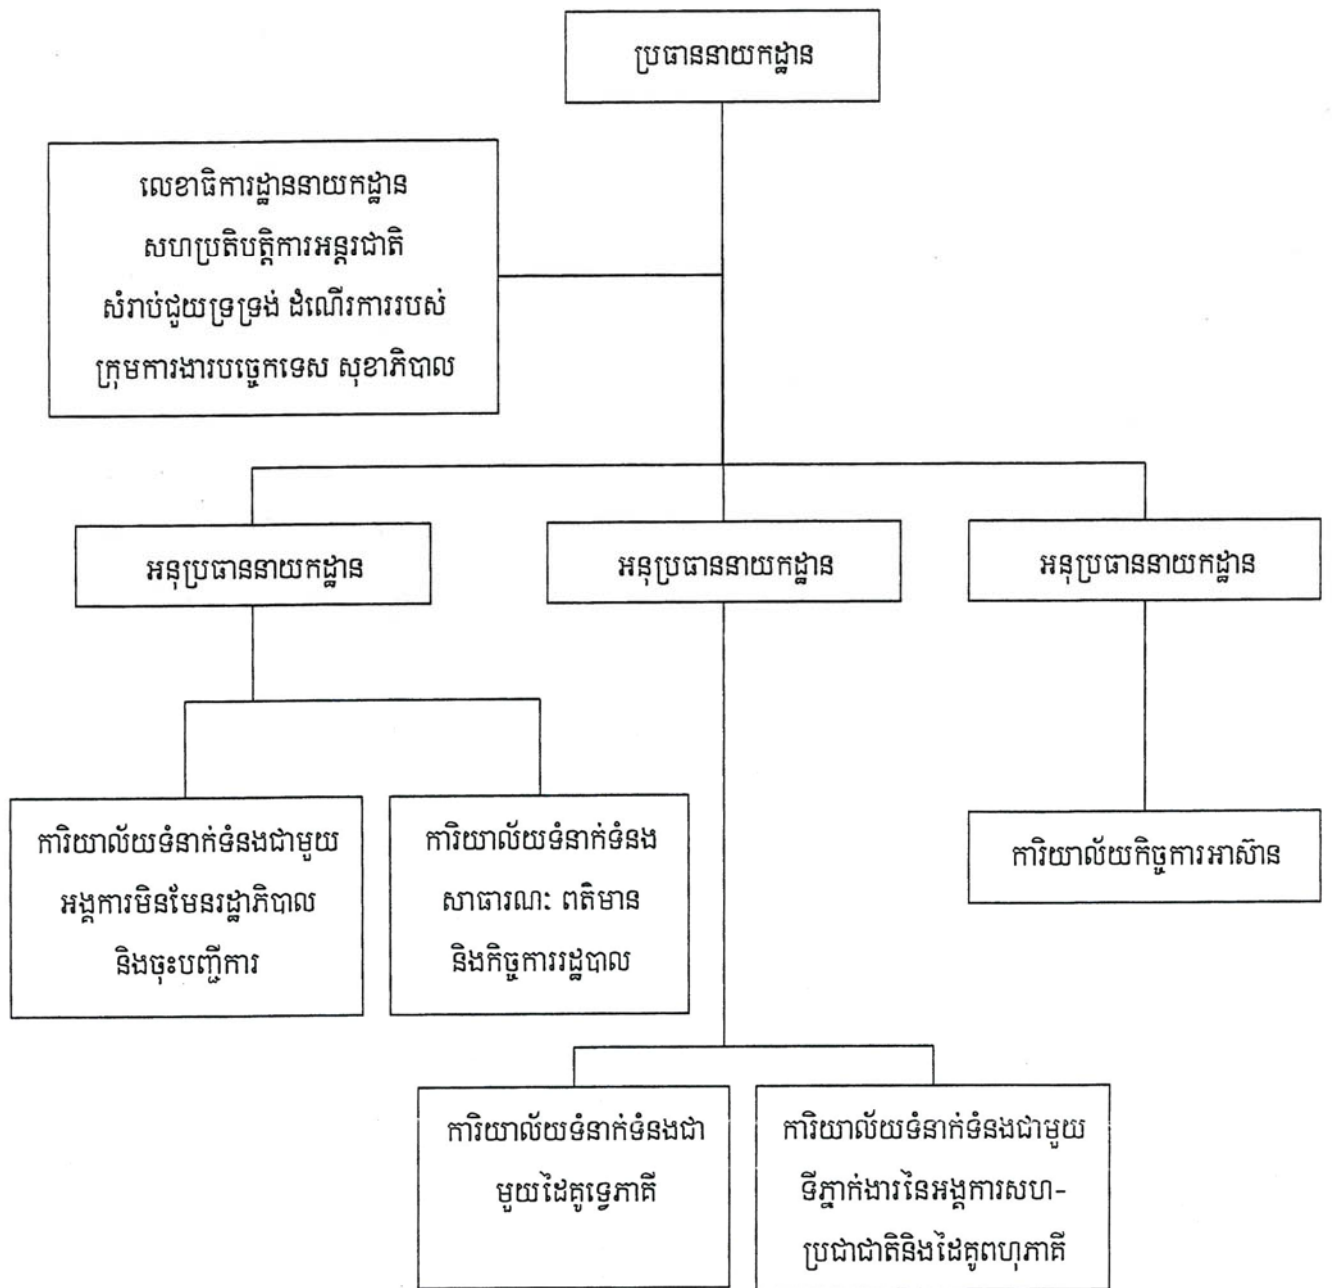 ប្រធាននាយកដ្ឋាន
លេខាធិការដ្ឋាននាយកដ្ឋាន
សហប្រតិបត្តិការអន្តរជាតិ
សំរាប់ជួយទ្រទ្រង់ ដំណើរការរបស់
ក្រុមការងារបច្ចេកទេស សុខាភិបាល
អនុប្រធាននាយកដ្ឋាន
អនុប្រធាននាយកដ្ឋាន
អនុប្រធាននាយកដ្ឋាន
ការិយាល័យទំនាក់ទំនងជាមួយ
អង្គការមិនមែនរដ្ឋាភិបាល
និងចុះបញ្ជីការ
ការិយាល័យទំនាក់ទំនង
សាធារណៈ ពត៌មាន
និងកិច្ចការរដ្ឋបាល
ការិយាល័យកិច្ចការអាស៊ាន
ការិយាល័យទំនាក់ទំនងជា
មួយដៃគូទ្វេភាគី
ការិយាល័យទំនាក់ទំនងជាមួយ
ទីភ្នាក់ងារនៃអង្គការសហ-
ប្រជាជាតិនិងដៃគូពហុភាគី